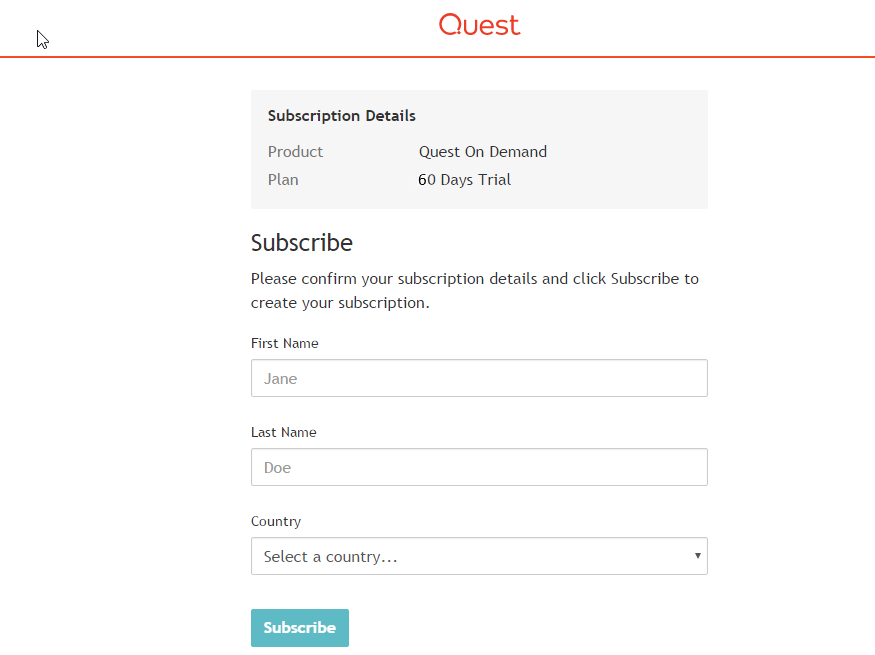 Quest
Subscription Details
Product Quest On Demand
Plan 60 Days Trial
Subscribe
Please confirm your subscription details and click Subscribe to
create your subscription.
First Name
Jane
Last Name
Doe
Country
Select a country...
Subscribe